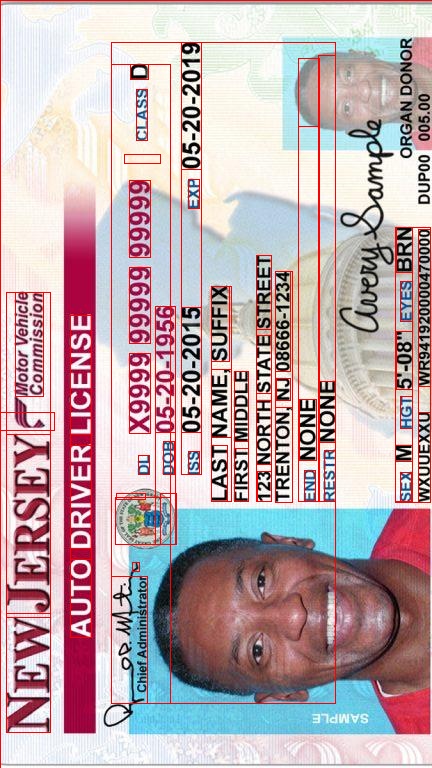 NEW JERSEY Motor Vehicle Commission
AUTO DRIVER LICENSE
DL X9999 99999 99999 CLASS D
DOB 05-20-1956
ISS 05-20-2015 EXP 05-20-2019
LAST NAME, SUFFIX
FIRST MIDDLE
123 NORTH STATE STREET
TRENTON, NJ 08666-1234
END NONE
RESTR NONE
SEX M HGT 5'-08" EYES BRN
WXUUEXXU WR941920000470000
Avery Sample
ORGAN DONOR
DUP00 005.00
Chief Administrator
SAMPLE